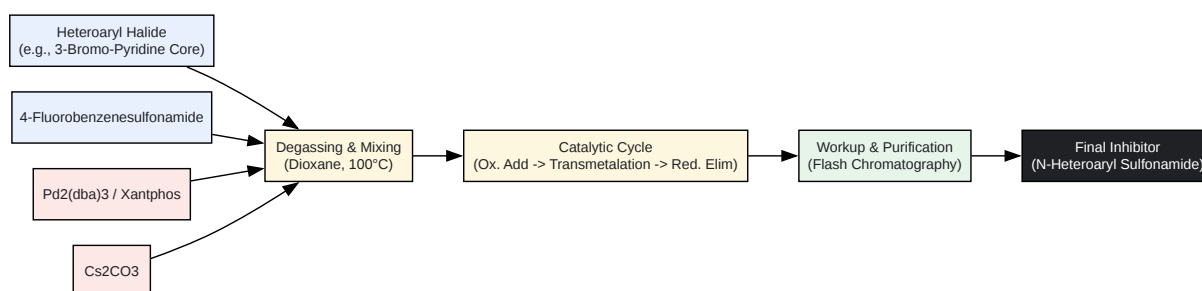 Heteroaryl Halide
(e.g., 3-Bromo-Pyridine Core)
4-Fluorobenzenesulfonamide
Pd2(dba)3 / Xantphos
Cs2CO3
Degassing & Mixing
(Dioxane, 100°C)
Catalytic Cycle
(Ox. Add -> Transmetalation -> Red. Elim)
Workup & Purification
(Flash Chromatography)
Final Inhibitor
(N-Heteroaryl Sulfonamide)